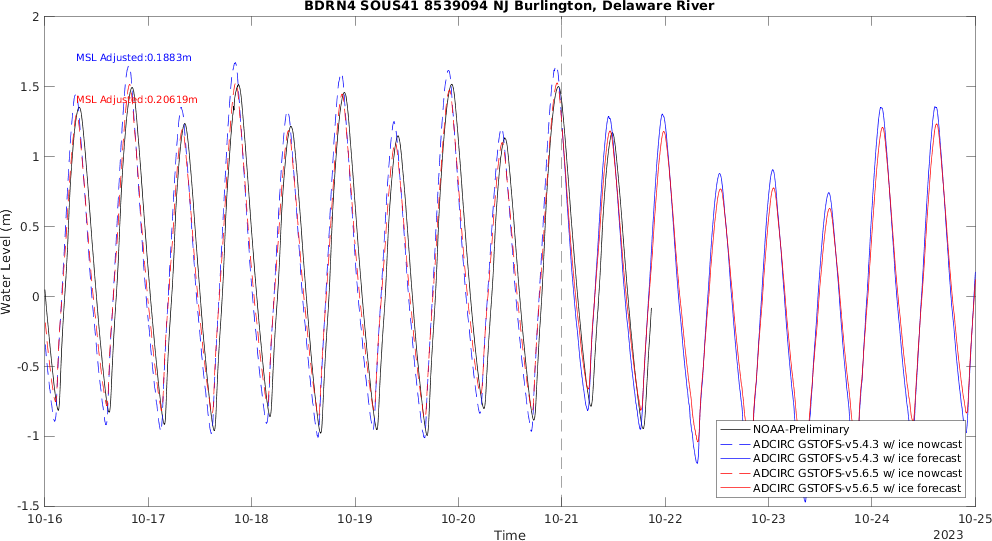 BDRN4 SOUS41 8539094 NJ Burlington, Delaware River
2
1.5
1
0.5
0
-0.5
-1
-1.5
Water Level (m)
MSL Adjusted:0.1883m
MSL Adjusted:0.20619m
NOAA-Preliminary
ADCIRC GSTOFS-v5.4.3 w/ ice nowcast
ADCIRC GSTOFS-v5.4.3 w/ ice forecast
ADCIRC GSTOFS-v5.6.5 w/ ice nowcast
ADCIRC GSTOFS-v5.6.5 w/ ice forecast
10-16 10-17 10-18 10-19 10-20 10-21 10-22 10-23 10-24 10-25
Time
2023